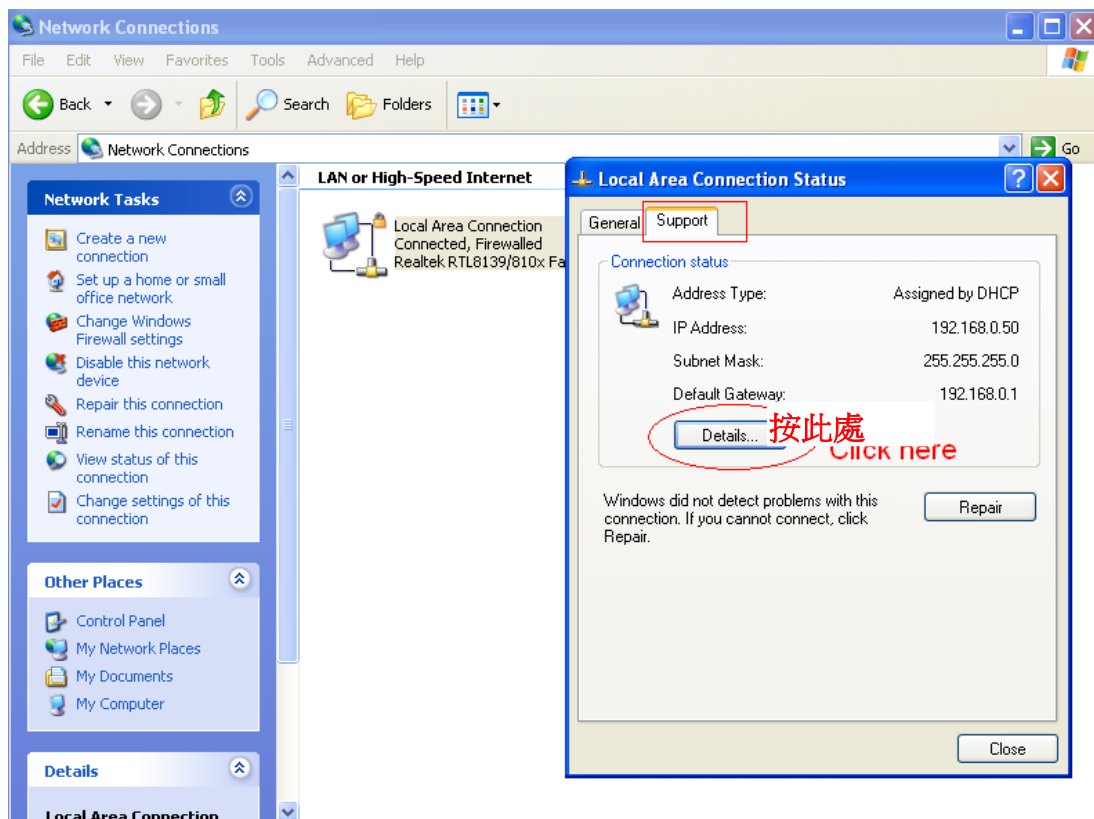 Network Connections
File Edit View Favorites Tools Advanced Help
Back Search Folders
Address Network Connections Go
Network Tasks
Create a new
connection
Set up a home or small
office network
Change Windows
Firewall settings
Disable this network
device
Repair this connection
Rename this connection
View status of this
connection
Change settings of this
connection
Other Places
Control Panel
My Network Places
My Documents
My Computer
Details
Local Area Connection
LAN or High-Speed Internet
Local Area Connection
Connected, Firewalled
Realtek RTL8139/810x Fa
Local Area Connection Status
General Support
Connection status
Address Type: Assigned by DHCP
IP Address: 192.168.0.50
Subnet Mask: 255.255.255.0
Default Gateway: 192.168.0.1
Details... 按此處
Click here
Windows did not detect problems with this
connection. If you cannot connect, click
Repair.
Repair
Close